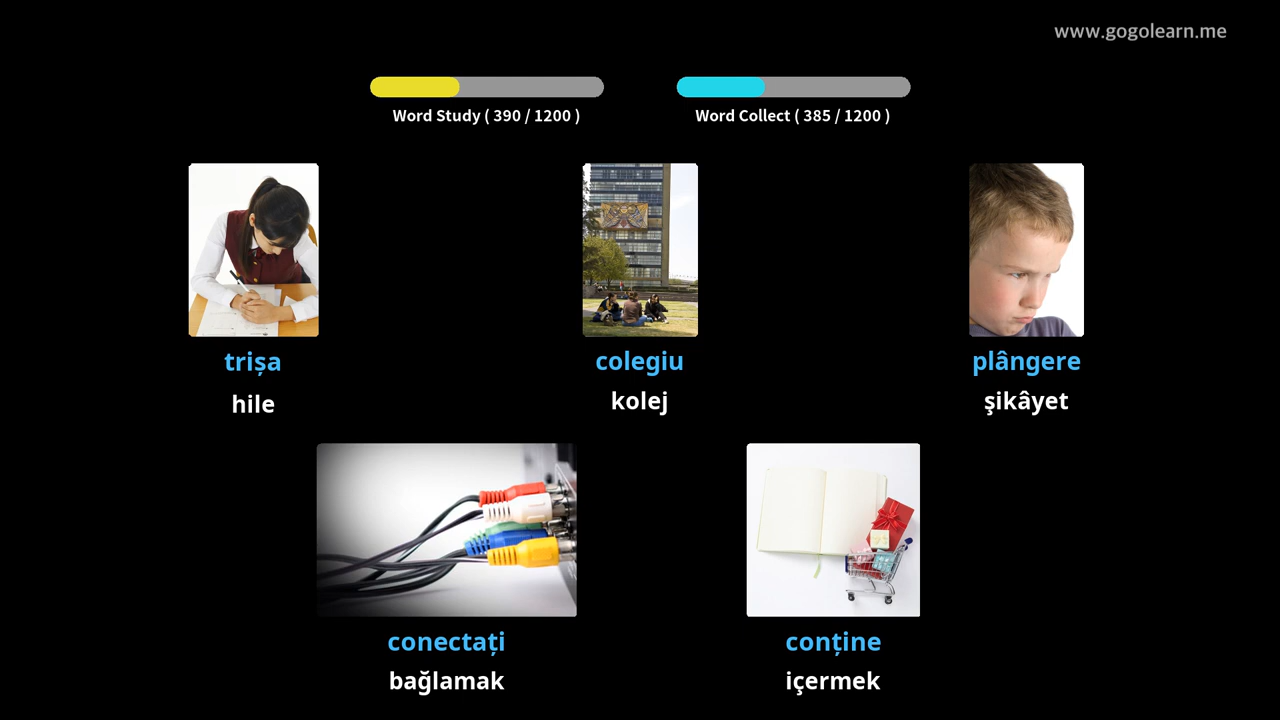 www.gogolearn.me
Word Study ( 390 / 1200 )
Word Collect ( 385 / 1200 )
trișa
hile
colegiu
kolej
plângere
şikâyet
conectați
bağlamak
conține
içermek